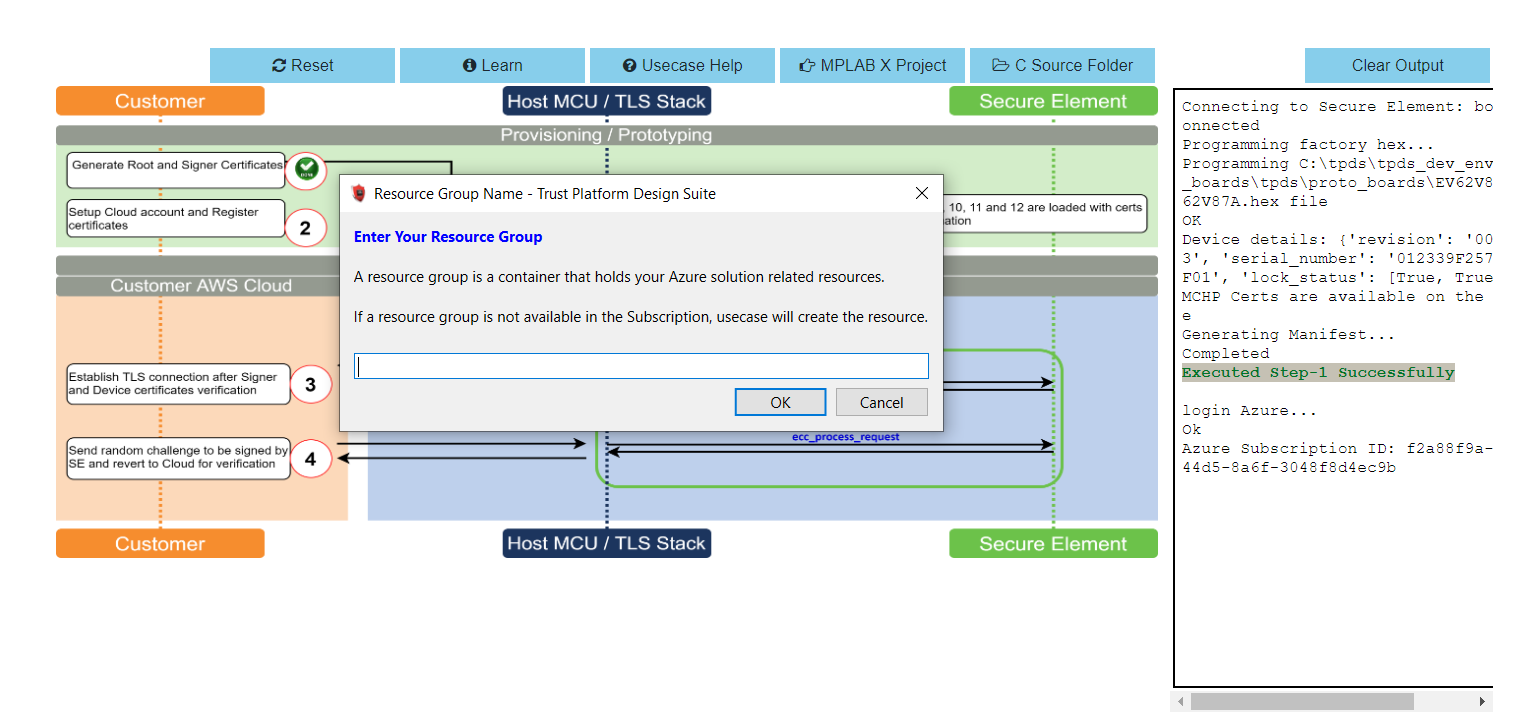 Reset
Learn
Usecase Help
MPLAB X Project
C Source Folder
Clear Output
Customer
Host MCU / TLS Stack
Secure Element
Provisioning / Prototyping
Generate Root and Signer Certificates
DONE
Setup Cloud account and Register
certificates
2
, 10, 11 and 12 are loaded with certs
ation
Resource Group Name - Trust Platform Design Suite
Enter Your Resource Group
A resource group is a container that holds your Azure solution related resources.
If a resource group is not available in the Subscription, usecase will create the resource.
OK
Cancel
Customer AWS Cloud
Establish TLS connection after Signer
and Device certificates verification
3
Send random challenge to be signed by
SE and revert to Cloud for verification
4
ecc_process_request
Customer
Host MCU / TLS Stack
Secure Element
Connecting to Secure Element: bo
onnected
Programming factory hex...
Programming C:\tpds\tpds_dev_env
_boards\tpds\proto_boards\EV62V8
62V87A.hex file
OK
Device details: {'revision': '00
3', 'serial_number': '012339F257
F01', 'lock_status': [True, True
MCHP Certs are available on the
e
Generating Manifest...
Completed
Executed Step-1 Successfully
login Azure...
Ok
Azure Subscription ID: f2a88f9a-
44d5-8a6f-3048f8d4ec9b